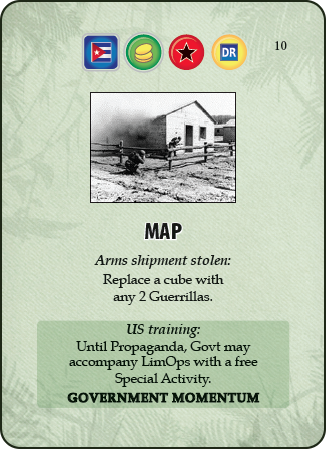 DR
10
MAP
Arms shipment stolen:
Replace a cube with
any 2 Guerrillas.
US training:
Until Propaganda, Govt may
accompany LimOps with a free
Special Activity.
GOVERNMENT MOMENTUM